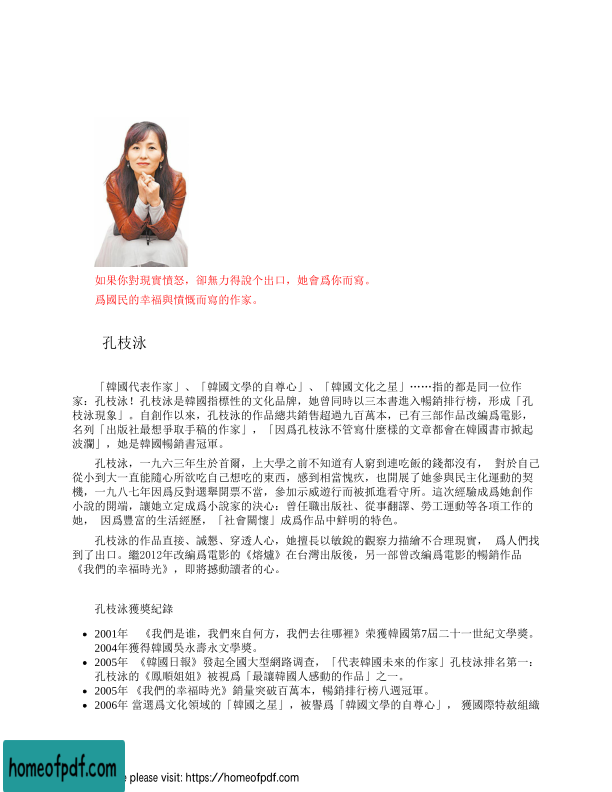 如果你對現實憤怒，卻無力得說个出口，她會爲你而寫。
爲國民的幸福與憤慨而寫的作家。
孔枝泳
「韓國代表作家」、「韓國文學的自尊心」、「韓國文化之星」……指的都是同一位作
家：孔枝泳！孔枝泳是韓國指標性的文化品牌，她曾同時以三本書進入暢銷排行榜，形成「孔
枝泳現象」。自創作以來，孔枝泳的作品總共銷售超過九百萬本，已有三部作品改編爲電影，
名列「出版社最想爭取手稿的作家」，「因爲孔枝泳不管寫什麼樣的文章都會在韓國書市掀起
波瀾」，她是韓國暢銷書冠軍。
孔枝泳，一九六三年生於首爾，上大學之前不知道有人窮到連吃飯的錢都沒有， 對於自己
從小到大一直能隨心所欲吃自己想吃的東西，感到相當愧疚，也開展了她參與民主化運動的契
機，一九八七年因爲反對選舉開票不當，參加示威遊行而被抓進看守所。這次經驗成爲她創作
小說的開端，讓她立定成爲小說家的決心：曾任職出版社、從事翻譯、勞工運動等各項工作的
她， 因爲豐富的生活經歷，「社會關懷」成爲作品中鮮明的特色。
孔枝泳的作品直接、誠懇、穿透人心，她擅長以敏銳的觀察力描繪不合理現實， 爲人們找
到了出口。繼2012年改編爲電影的《熔爐》在台灣出版後，另一部曾改編爲電影的暢銷作品
《我們的幸福時光》，即將撼動讀者的心。
孔枝泳獲獎紀錄
• 2001年 《我們是谁，我們來自何方，我們去往哪裡》荣獲韓國第7屆二十一世紀文學獎。
2004年獲得韓國吳永壽永文學獎。
• 2005年 《韓國日報》發起全國大型網路调查，「代表韓國未來的作家」孔枝泳排名第一：
孔枝泳的《鳳順姐姐》被視爲「最讓韓國人感動的作品」之一。
• 2005年 《我們的幸福時光》銷量突破百萬本，暢銷排行榜八週冠軍。
• 2006年 當選爲文化領域的「韓國之星」，被譽爲「韓國文學的自尊心」， 獲國際特赦組織
homeofpdf.com
please visit: https://homeofpdf.com